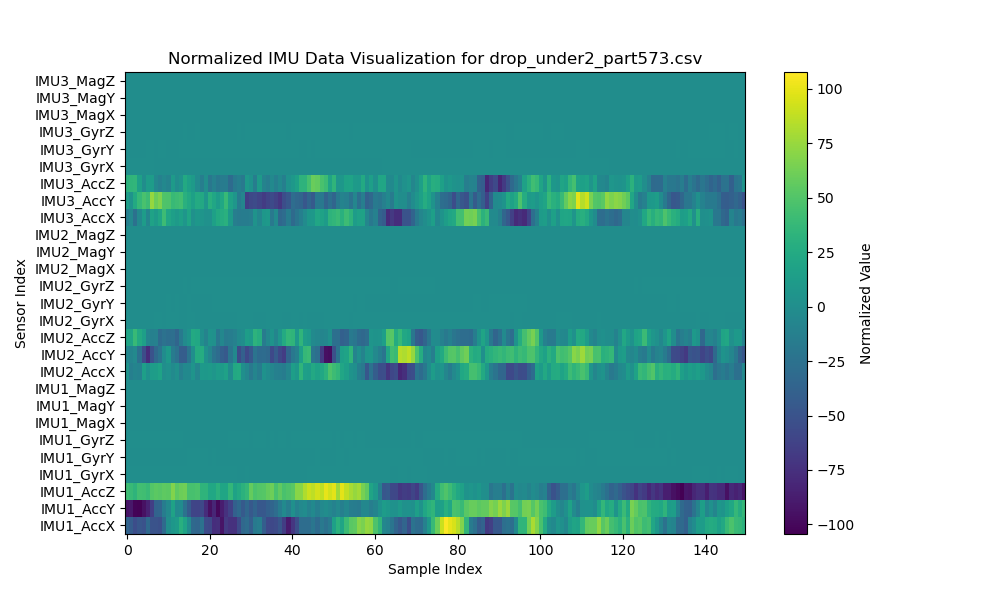 Normalized IMU Data Visualization for drop_under2_part573.csv
IMU3_MagZ
IMU3_MagY
IMU3_MagX
IMU3_GyrZ
IMU3_GyrY
IMU3_GyrX
IMU3_AccZ
IMU3_AccY
IMU3_AccX
IMU2_MagZ
IMU2_MagY
IMU2_MagX
IMU2_GyrZ
IMU2_GyrY
IMU2_GyrX
IMU2_AccZ
IMU2_AccY
IMU2_AccX
IMU1_MagZ
IMU1_MagY
IMU1_MagX
IMU1_GyrZ
IMU1_GyrY
IMU1_GyrX
IMU1_AccZ
IMU1_AccY
IMU1_AccX
Sensor Index
0 20 40 60 80 100 120 140
Sample Index
100
75
50
25
0
−25
−50
−75
−100
Normalized Value